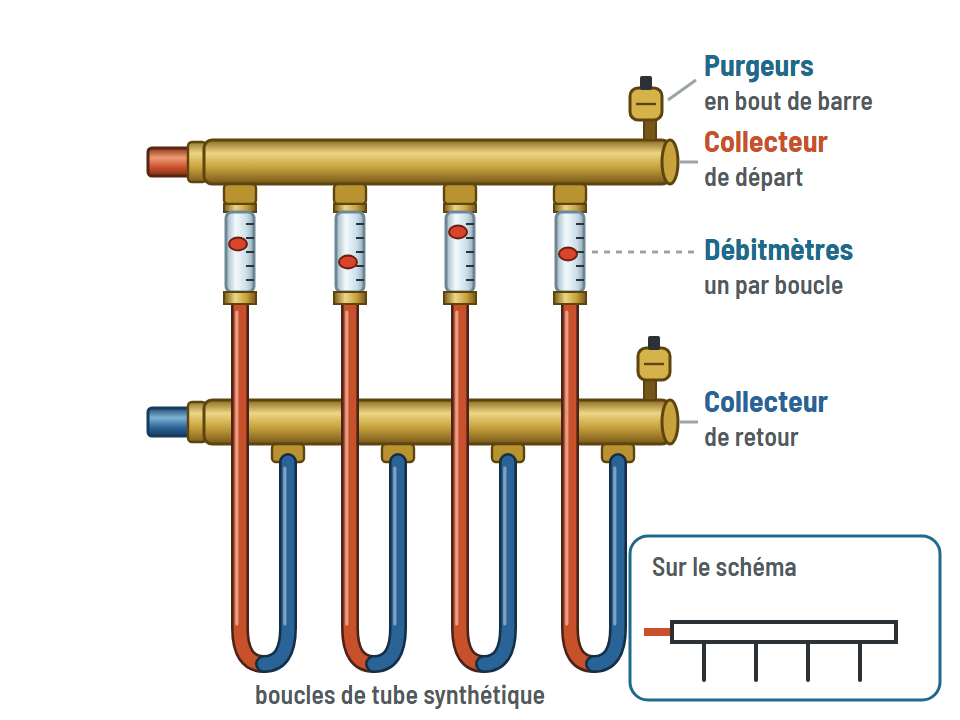 Purgeurs
en bout de barre
Collecteur
de départ
Débitmètres
un par boucle
Collecteur
de retour
Sur le schéma
boucles de tube synthétique